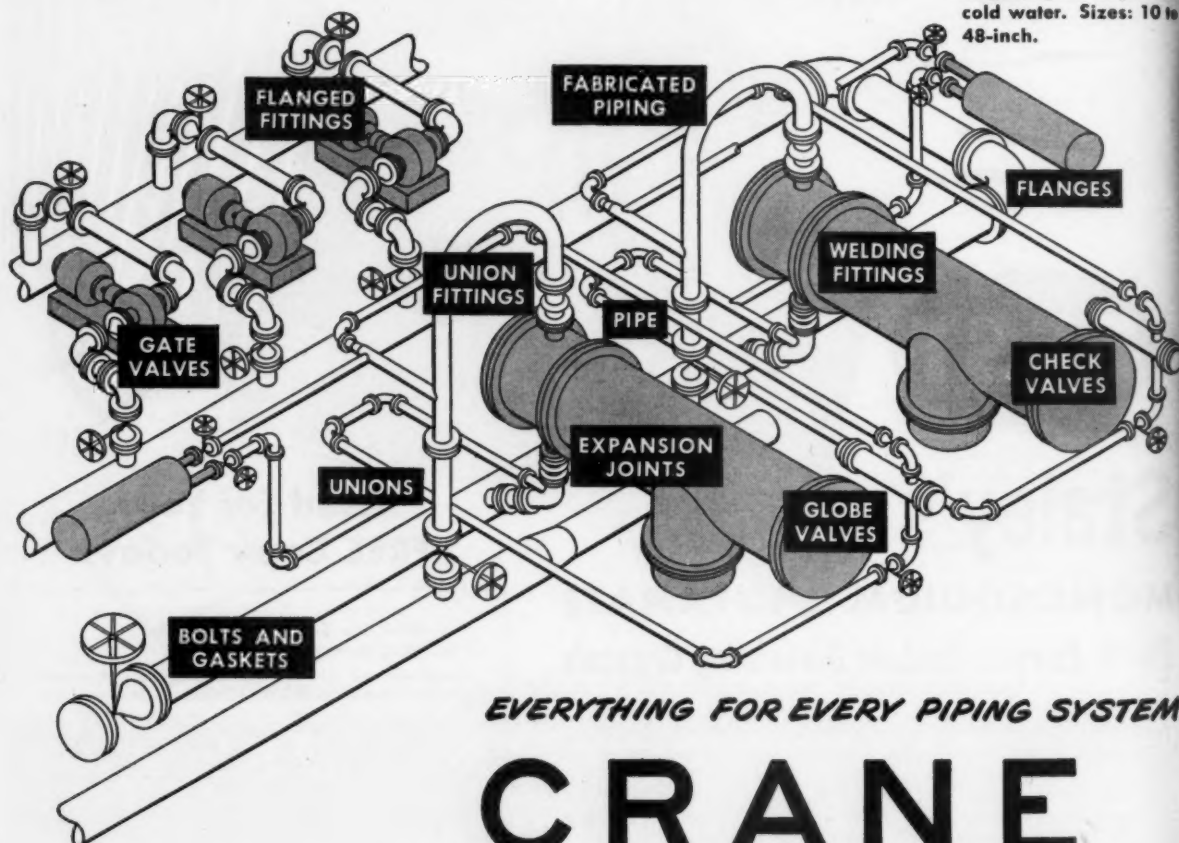 cold water. Sizes: 10 to
48-inch.
FLANGED
FITTINGS
FABRICATED
PIPING
FLANGES
UNION
FITTINGS
WELDING
FITTINGS
PIPE
GATE
VALVES
CHECK
VALVES
EXPANSION
JOINTS
UNIONS
GLOBE
VALVES
BOLTS AND
GASKETS
EVERYTHING FOR EVERY PIPING SYSTEM
CRANE